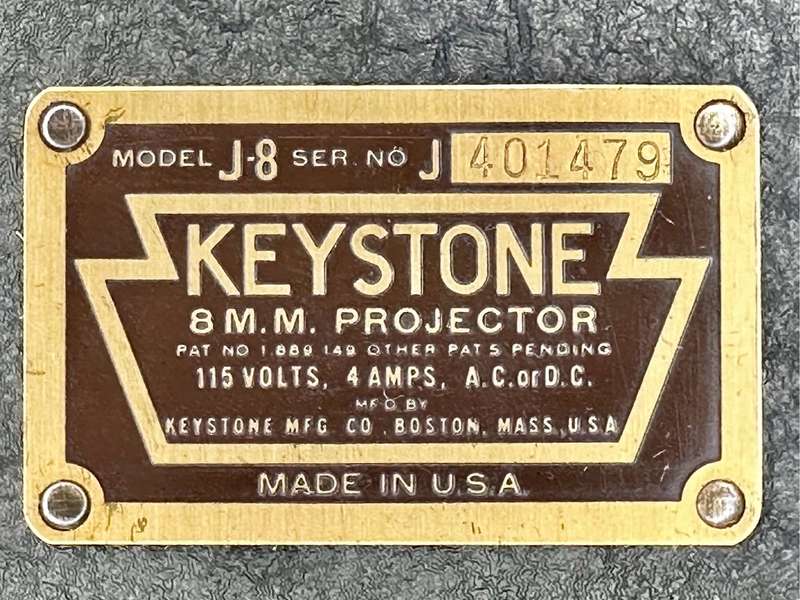 MODEL J-8 SER. NO J 401479
KEYSTONE
8 M.M. PROJECTOR
PAT NO 1.889.149 OTHER PAT'S PENDING
115 VOLTS, 4 AMPS, A.C. or D.C.
MFD BY
KEYSTONE MFG. CO. BOSTON, MASS., U.S.A.
MADE IN U.S.A.